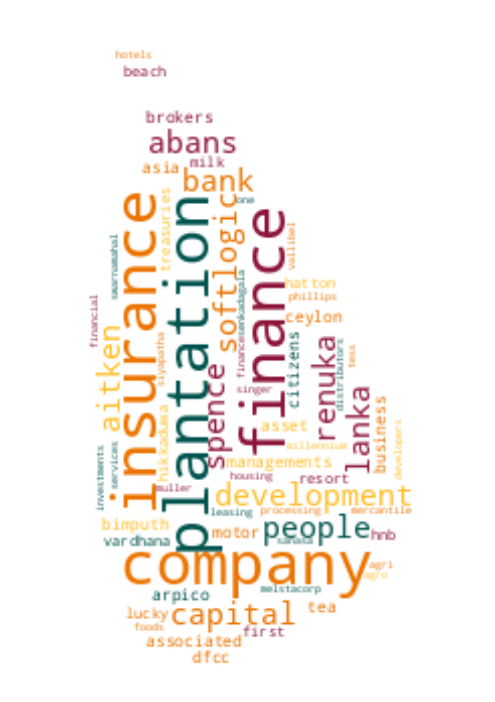 hotels
beach
brokers
abans
milk
asia
bank
insurance
plantation
treasuries
softlogic
one
finance
vallibel
swarnamahal
senkadagala
finance
hatton
phillips
ceylon
financial
aitken
siyapatha
spence
citizens
renuka
distributors
tess
singer
lanka
business
developers
hikkaduwa
asset
millennium
managements
housing
resort
investments
services
muller
development
leasing
processing
mercantile
bimputh
vardhana
motor
people
sanasa
hnb
company
agri
agro
melstacorp
arpico
lucky
capital
tea
foods
first
associated
dfcc